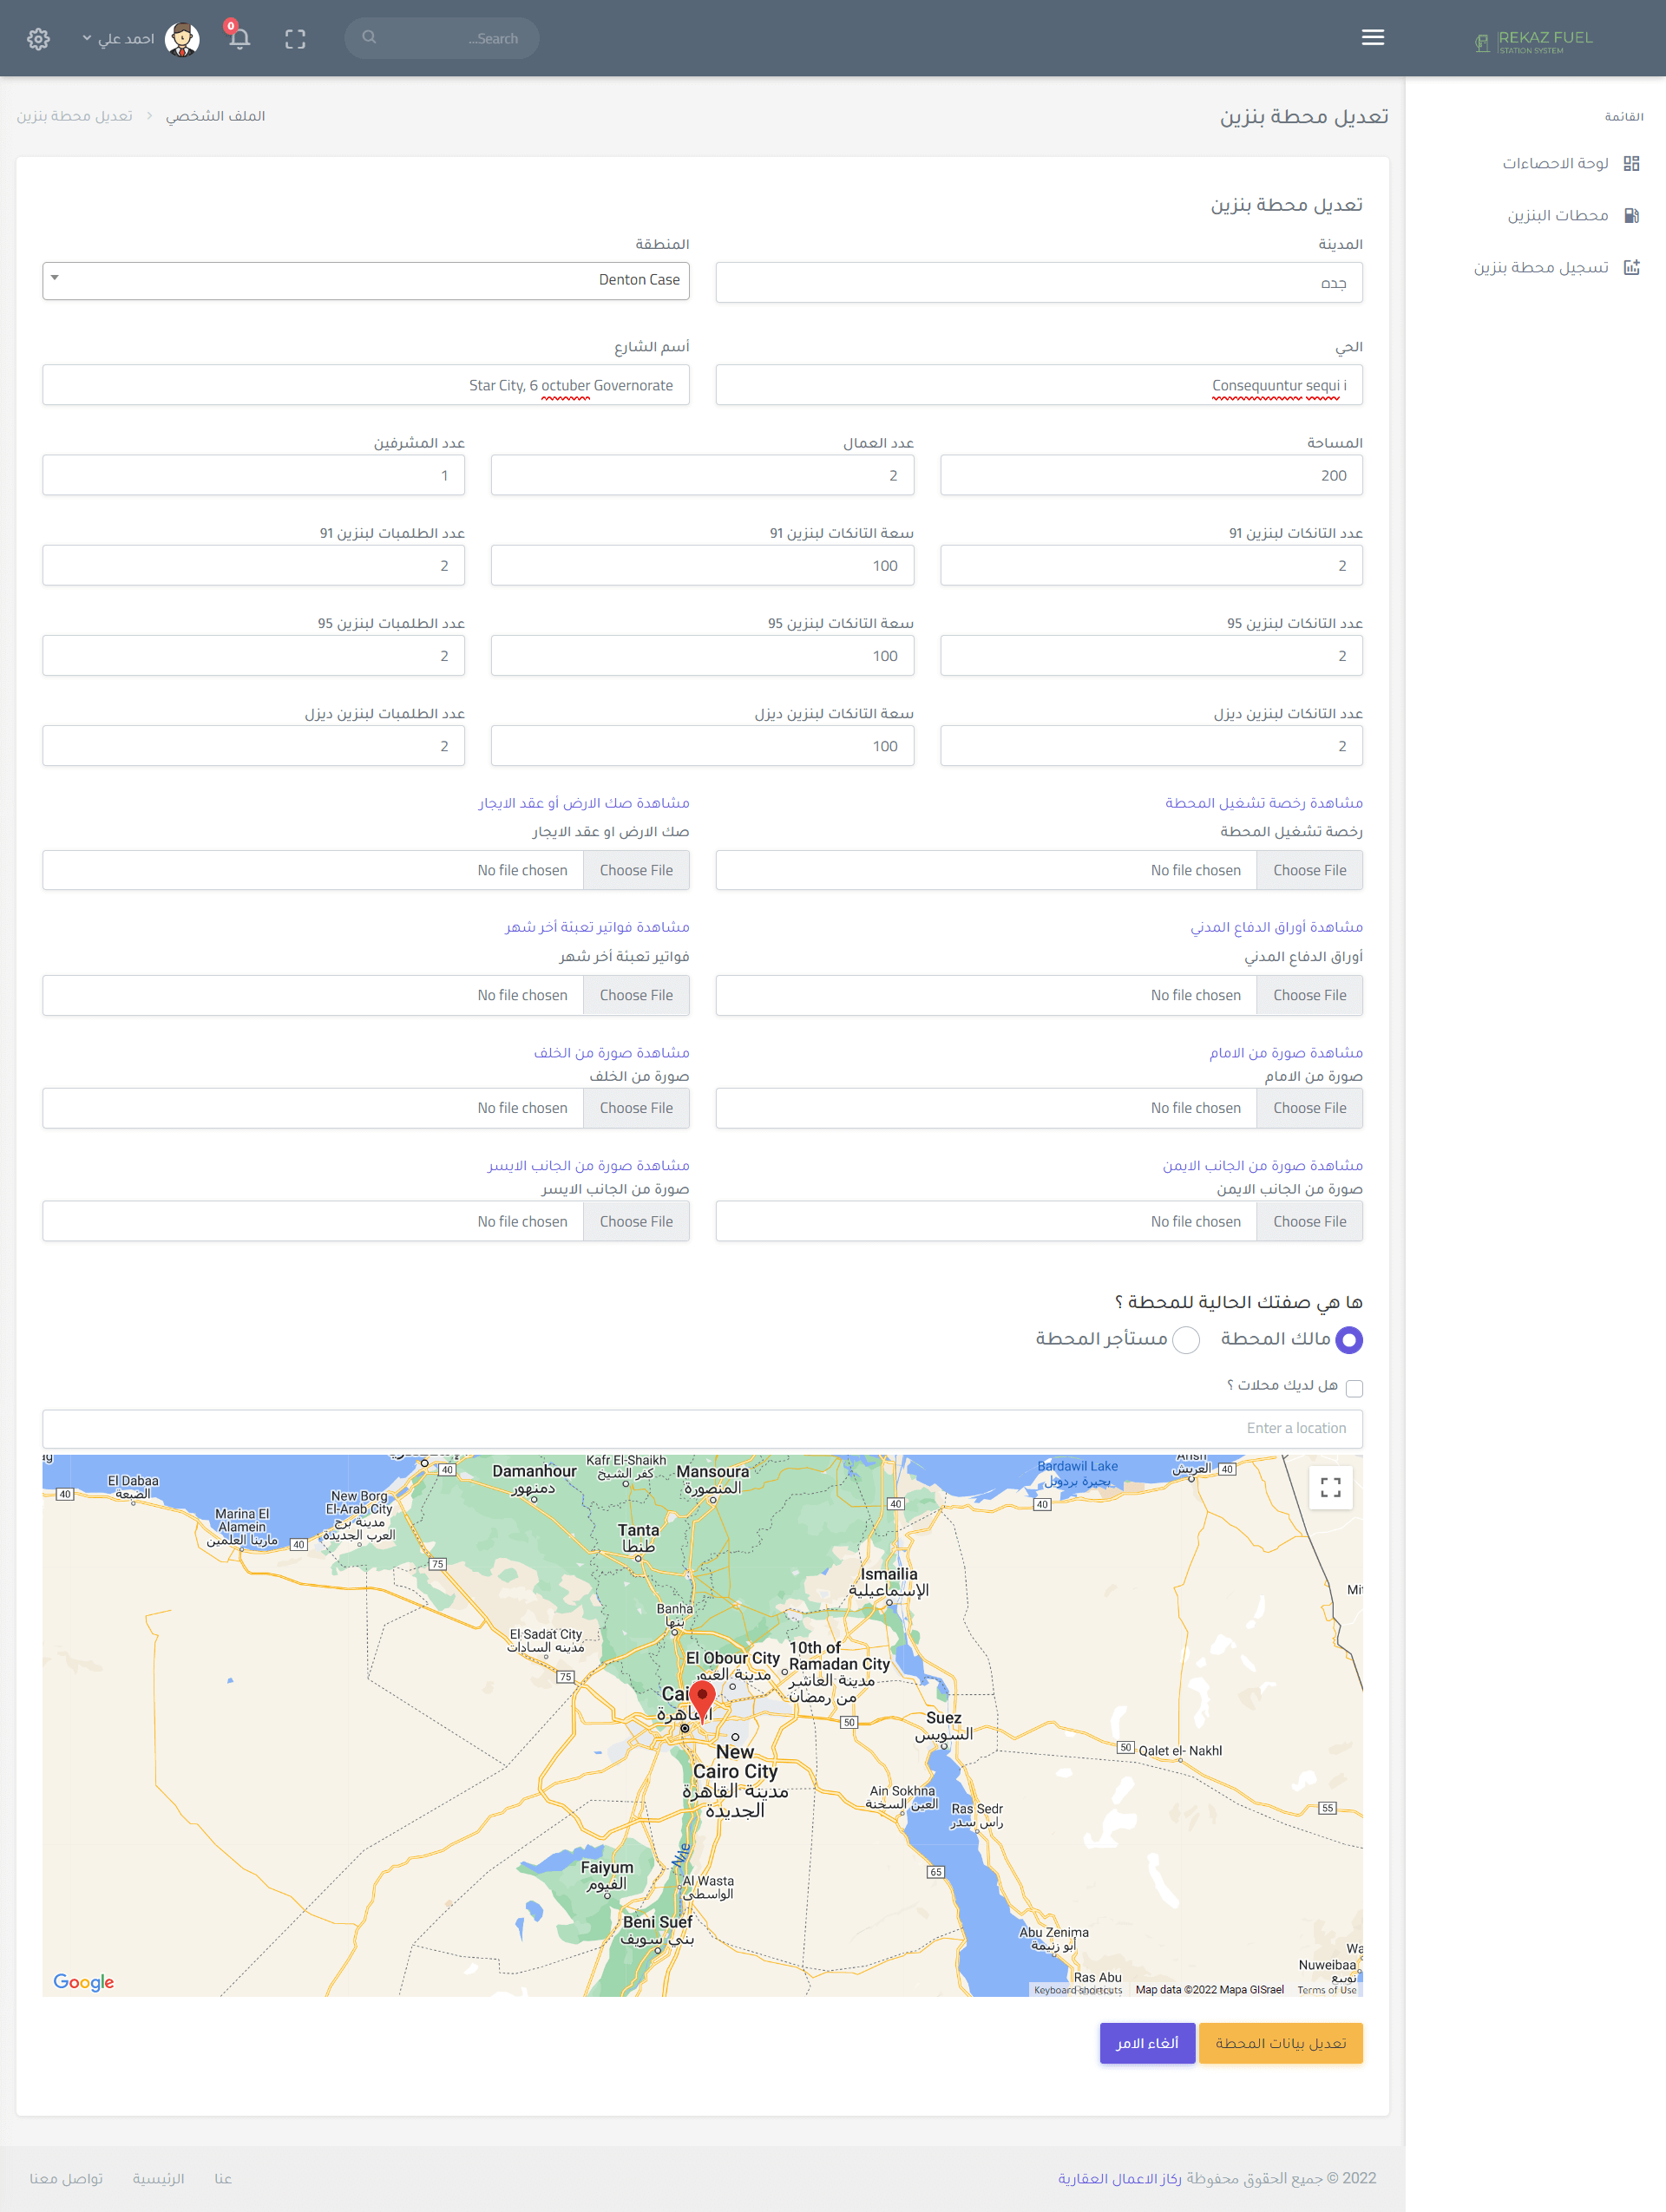 REKAZ FUEL
STATION SYSTEM
Search...
0
احمد علي
القائمة
لوحة الاحصاءات
محطات البنزين
تسجيل محطة بنزين
تعديل محطة بنزين
الملف الشخصي
تعديل محطة بنزين
تعديل محطة بنزين
المدينة
المنطقة
جده
Denton Case
الحي
أسم الشارع
Consequuntur sequi i
Star City, 6 octuber Governorate
المساحة
عدد العمال
عدد المشرفين
200
2
1
عدد التانكات لبنزين 91
سعة التانكات لبنزين 91
عدد الطلمبات لبنزين 91
2
100
2
عدد التانكات لبنزين 95
سعة التانكات لبنزين 95
عدد الطلمبات لبنزين 95
2
100
2
عدد التانكات لبنزين ديزل
سعة التانكات لبنزين ديزل
عدد الطلمبات لبنزين ديزل
2
100
2
مشاهدة رخصة تشغيل المحطة
مشاهدة صك الارض أو عقد الايجار
رخصة تشغيل المحطة
صك الارض او عقد الايجار
Choose File No file chosen
Choose File No file chosen
مشاهدة أوراق الدفاع المدني
مشاهدة فواتير تعبئة أخر شهر
أوراق الدفاع المدني
فواتير تعبئة أخر شهر
Choose File No file chosen
Choose File No file chosen
مشاهدة صورة من الامام
مشاهدة صورة من الخلف
صورة من الامام
صورة من الخلف
Choose File No file chosen
Choose File No file chosen
مشاهدة صورة من الجانب الايمن
مشاهدة صورة من الجانب الايسر
صورة من الجانب الايمن
صورة من الجانب الايسر
Choose File No file chosen
Choose File No file chosen
ها هي صفتك الحالية للمحطة ؟
مالك المحطة
مستأجر المحطة
هل لديك محلات ؟
Enter a location
El Dabaa
الضبعة
40
Marina El
Alamein
مارينا العلمين
40
New Borg
El-Arab City
مدينة برج
العرب الجديدة
40
75
Damanhour
دمنهور
Kafr El-Shaikh
كفر الشيخ
Mansoura
المنصورة
Tanta
طنطا
40
Bardawil Lake
بحيرة بردويل
40
العريش
40
Ismailia
الإسماعيلية
Banha
بنها
El Sadat City
مدينه السادات
75
El Obour City
مدينة العبور
10th of
Ramadan City
مدينة العاشر
من رمضان
القاهرة
50
Suez
السويس
50
Qalet el- Nakhl
New
Cairo City
مدينة القاهرة
الجديدة
Ain Sokhna
العين السخنة
Ras Sedr
راس سدر
55
65
Nile
Faiyum
الفيوم
Al Wasta
الواسطى
Beni Suef
بني سويف
Abu Zenima
أبو زنيمة
Nuweibaa
نويبع
Ras Abu
Google
Keyboard shortcuts
Map data ©2022 Mapa GISrael
Terms of Use
تعديل بيانات المحطة
ألغاء الامر
2022 © جميع الحقوق محفوظة ركاز الاعمال العقارية
عنا
الرئيسية
تواصل معنا